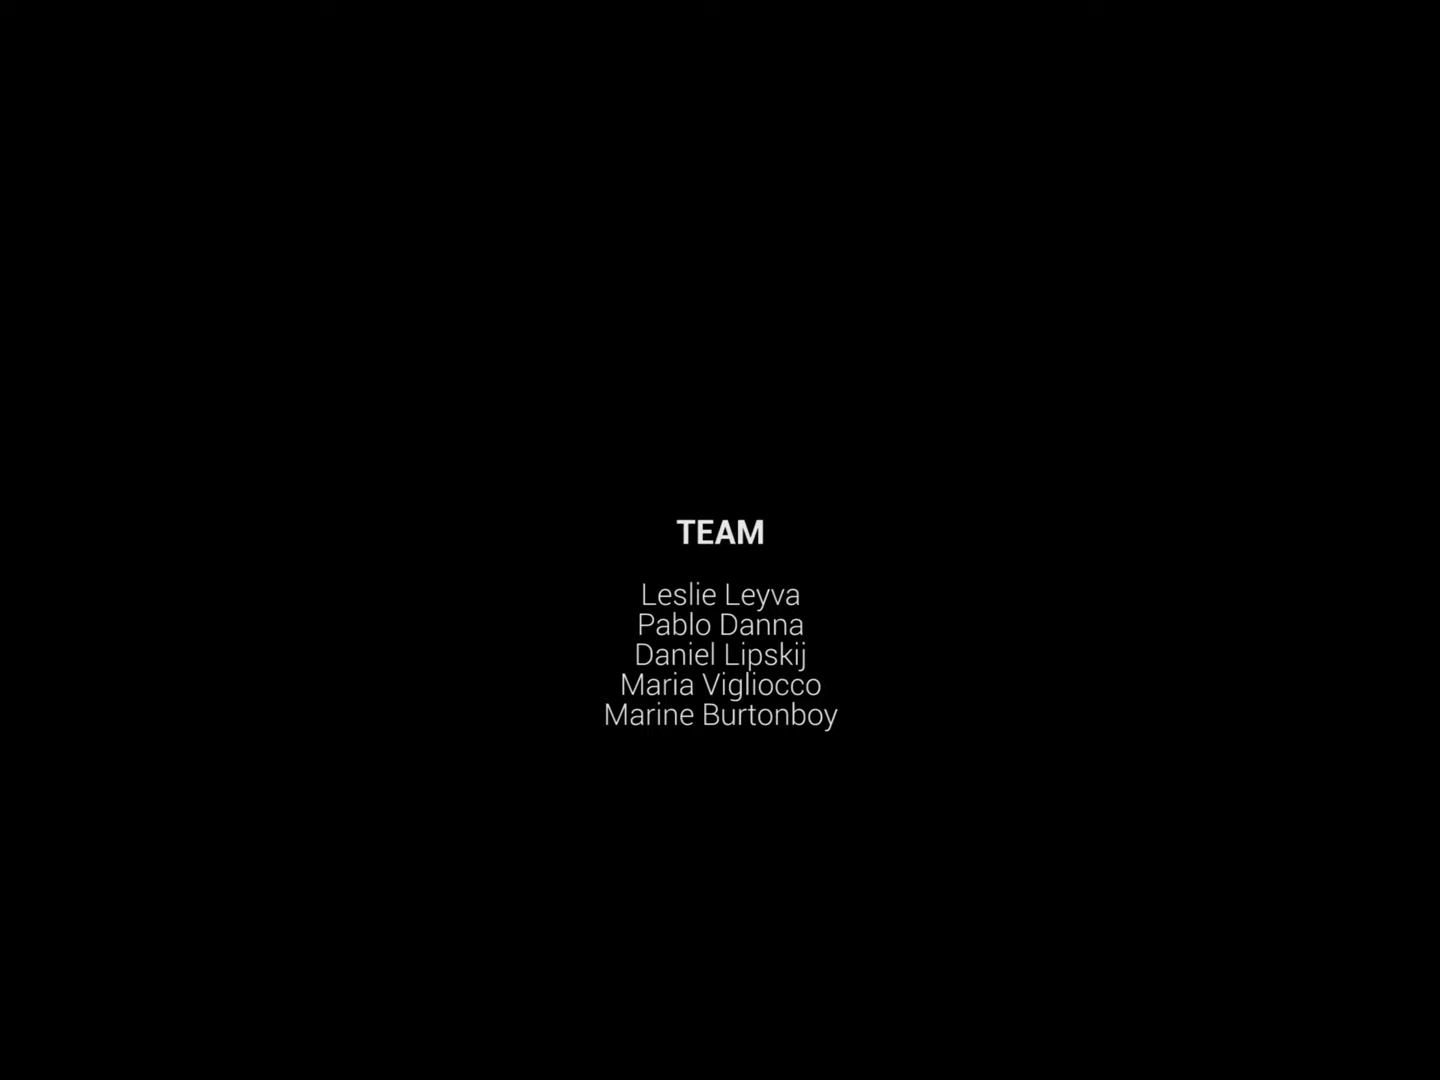 TEAM
Leslie Leyva
Pablo Danna
Daniel Lipskij
Maria Vigliocco
Marine Burtonboy